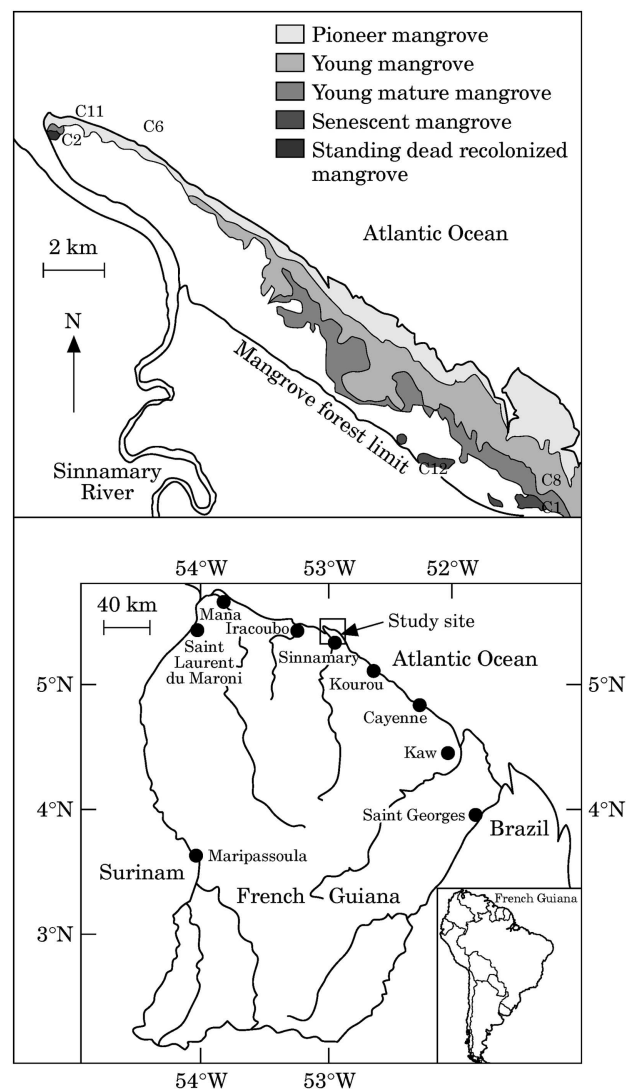 Pioneer mangrove
Young mangrove
Young mature mangrove
Senescent mangrove
Standing dead recolonized
mangrove
C11
C6
C2
Atlantic Ocean
2 km
N
Mangrove forest limit
Sinnamary
River
C12
C8
C1
54°W
53°W
52°W
40 km
Mana
Iracoubo
Study site
Saint
Laurent
du Maroni
Sinnamary
Atlantic Ocean
5°N
5°N
Kourou
Cayenne
Kaw
4°N
4°N
Saint Georges
Brazil
Maripassoula
Surinam
French Guiana
French Guiana
3°N
54°W
53°W